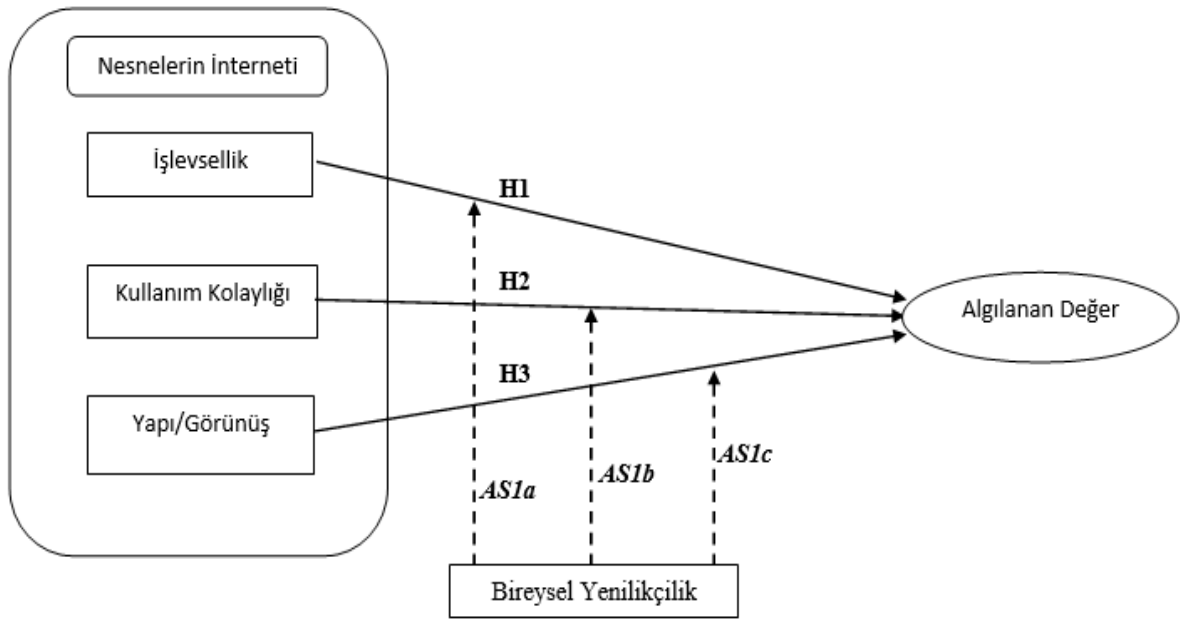 Nesnelerin İnterneti
İşlevsellik
H1
Kullanım Kolaylığı
H2
Algılanan Değer
H3
Yapı/Görünüş
AS1a
AS1b
AS1c
Bireysel Yenilikçilik